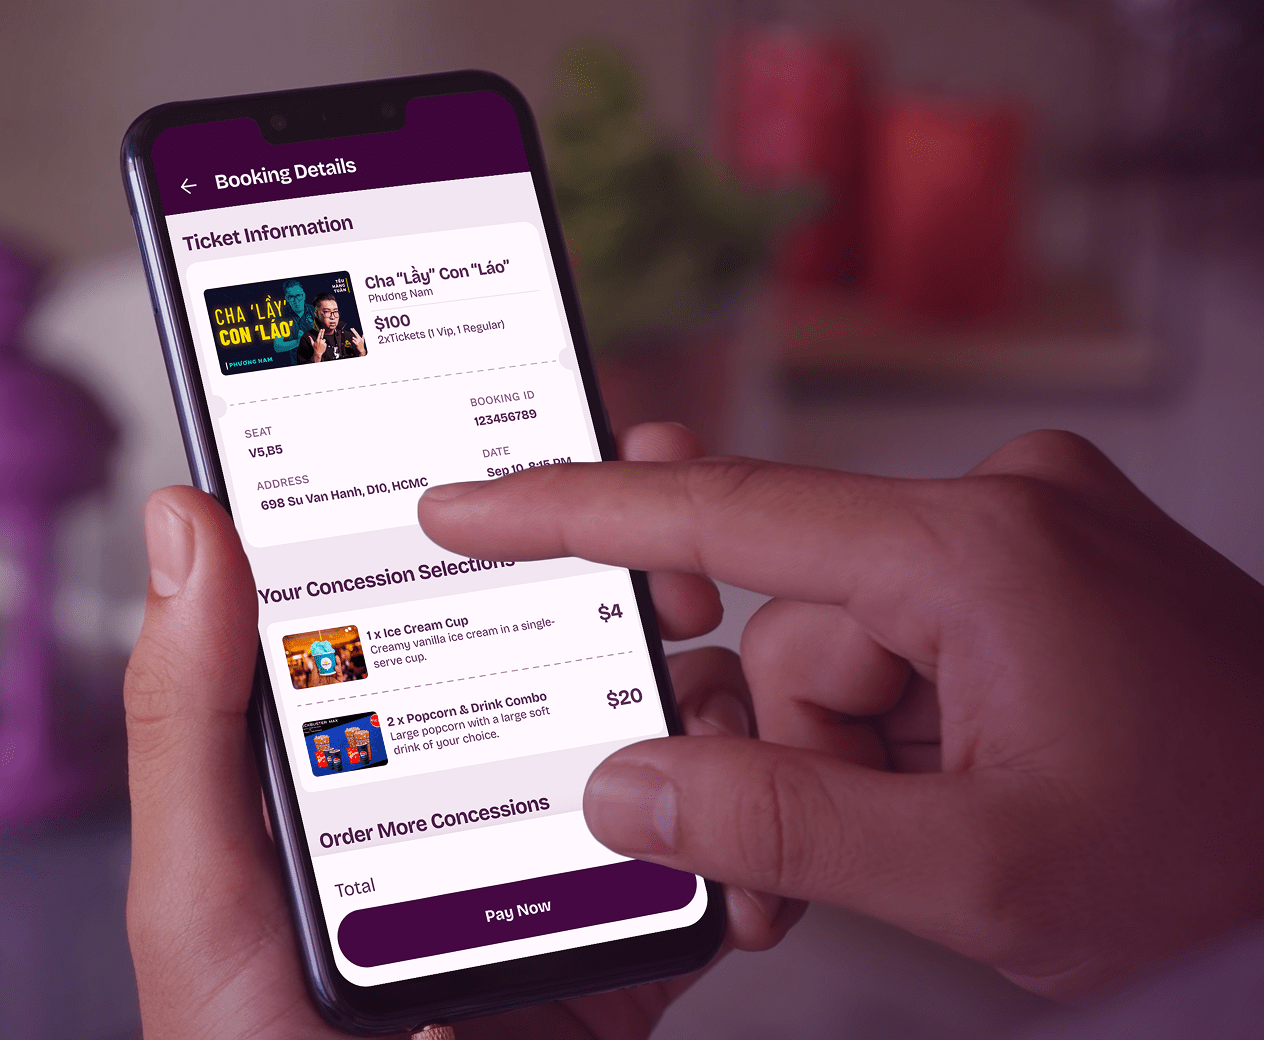 Booking Details
Ticket Information
CHA ‘LẦY’
CON ‘LÁO’
PHƯƠNG NAM
TẤU
HÀNG
TUẦN
Cha “Lầy” Con “Láo”
Phương Nam
$100
2xTickets (1 Vip, 1 Regular)
SEAT
V5,B5
BOOKING ID
123456789
ADDRESS
698 Su Van Hanh, D10, HCMC
DATE
Sep 10, 8:15 PM
Your Concession Selections
1 x Ice Cream Cup
Creamy vanilla ice cream in a single-
serve cup.
$4
2 x Popcorn & Drink Combo
Large popcorn with a large soft
drink of your choice.
$20
Order More Concessions
Total
Pay Now